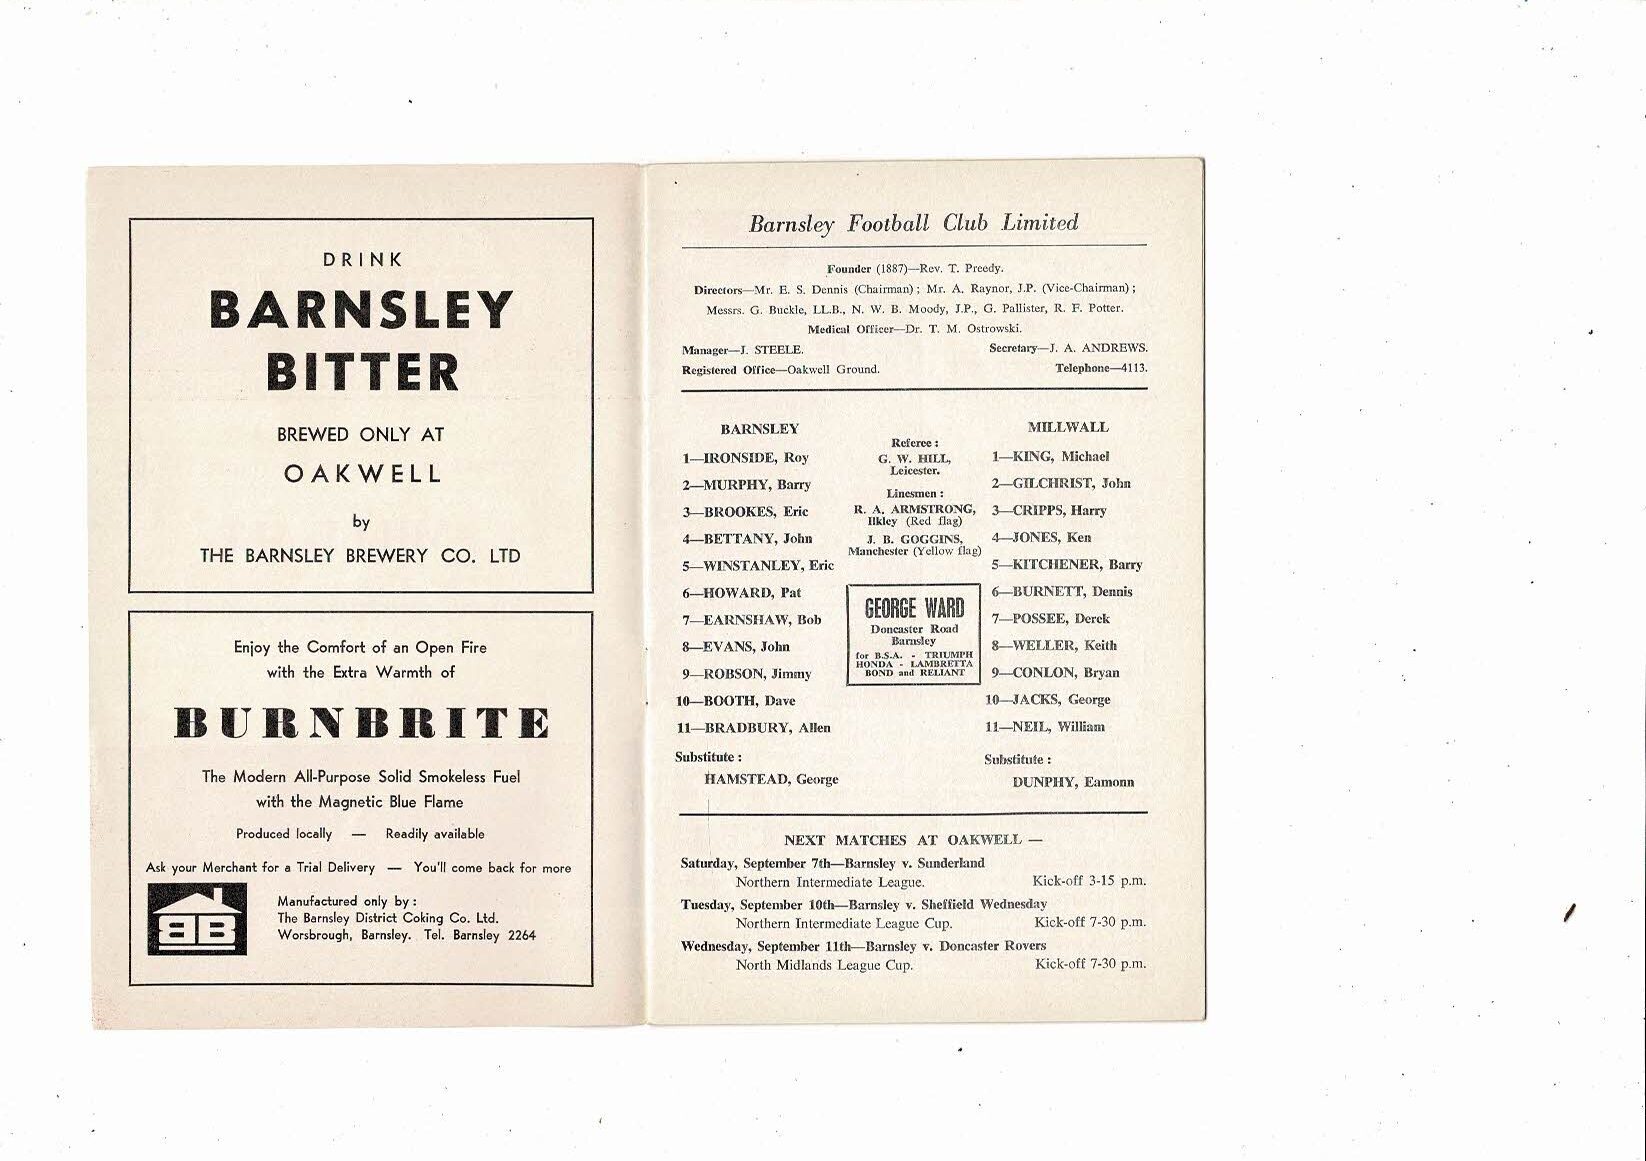 DRINK
BARNSLEY
BITTER
BREWED ONLY AT
OAKWELL
by
THE BARNSLEY BREWERY CO. LTD
Enjoy the Comfort of an Open Fire
with the Extra Warmth of
BURNBRITE
The Modern All-Purpose Solid Smokeless Fuel
with the Magnetic Blue Flame
Produced locally — Readily available
Ask your Merchant for a Trial Delivery — You'll come back for more
BB
Manufactured only by :
The Barnsley District Coking Co. Ltd.
Worsbrough, Barnsley. Tel. Barnsley 2264
Barnsley Football Club Limited
Founder (1887)—Rev. T. Preedy.
Directors—Mr. E. S. Dennis (Chairman) ; Mr. A. Raynor, J.P. (Vice-Chairman) ;
Messrs. G. Buckle, LL.B., N. W. B. Moody, J.P., G. Pallister, R. F. Potter.
Medical Officer—Dr. T. M. Ostrowski.
Manager—J. STEELE. Secretary—J. A. ANDREWS.
Registered Office—Oakwell Ground. Telephone—4113.
BARNSLEY
1—IRONSIDE, Roy
2—MURPHY, Barry
3—BROOKES, Eric
4—BETTANY, John
5—WINSTANLEY, Eric
6—HOWARD, Pat
7—EARNSHAW, Bob
8—EVANS, John
9—ROBSON, Jimmy
10—BOOTH, Dave
11—BRADBURY, Allen
Substitute :
HAMSTEAD, George
Referee :
G. W. HILL,
Leicester.
Linesmen :
R. A. ARMSTRONG,
Ilkley (Red flag)
J. B. GOGGINS,
Manchester (Yellow flag)
GEORGE WARD
Doncaster Road
Barnsley
for B.S.A. - TRIUMPH
HONDA - LAMBRETTA
BOND and RELIANT
MILLWALL
1—KING, Michael
2—GILCHRIST, John
3—CRIPPS, Harry
4—JONES, Ken
5—KITCHENER, Barry
6—BURNETT, Dennis
7—POSSEE, Derek
8—WELLER, Keith
9—CONLON, Bryan
10—JACKS, George
11—NEIL, William
Substitute :
DUNPHY, Eamonn
NEXT MATCHES AT OAKWELL —
Saturday, September 7th—Barnsley v. Sunderland
Northern Intermediate League. Kick-off 3-15 p.m.
Tuesday, September 10th—Barnsley v. Sheffield Wednesday
Northern Intermediate League Cup. Kick-off 7-30 p.m.
Wednesday, September 11th—Barnsley v. Doncaster Rovers
North Midlands League Cup. Kick-off 7-30 p.m.